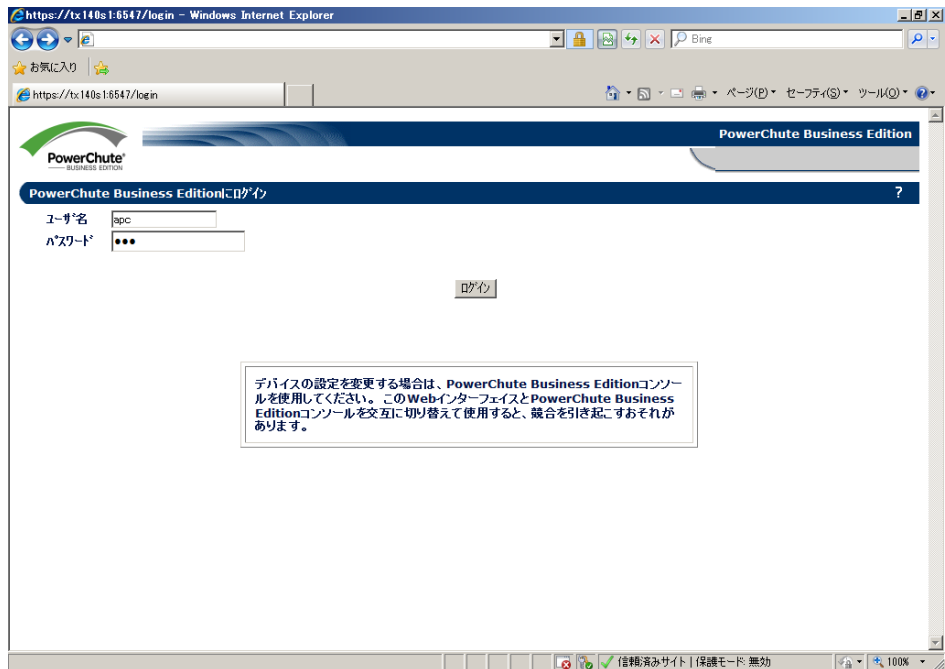 https://tx140s1:6547/login - Windows Internet Explorer
Bing
お気に入り
https://tx140s1:6547/login
ページ(P)
セーフティ(S)
ツール(O)
PowerChute Business Edition
PowerChute®
BUSINESS EDITION
PowerChute Business Editionにﾛｸﾞｲﾝ
?
ﾕｰｻﾞ名
apc
ﾊﾟｽﾜｰﾄﾞ
•••
ﾛｸﾞｲﾝ
デバイスの設定を変更する場合は、PowerChute Business Editionコンソー
ルを使用してください。このWebインターフェイスとPowerChute Business
Editionコンソールを交互に切り替えて使用すると、競合を引き起こすおそれが
あります。
信頼済みサイト | 保護モード: 無効
100%